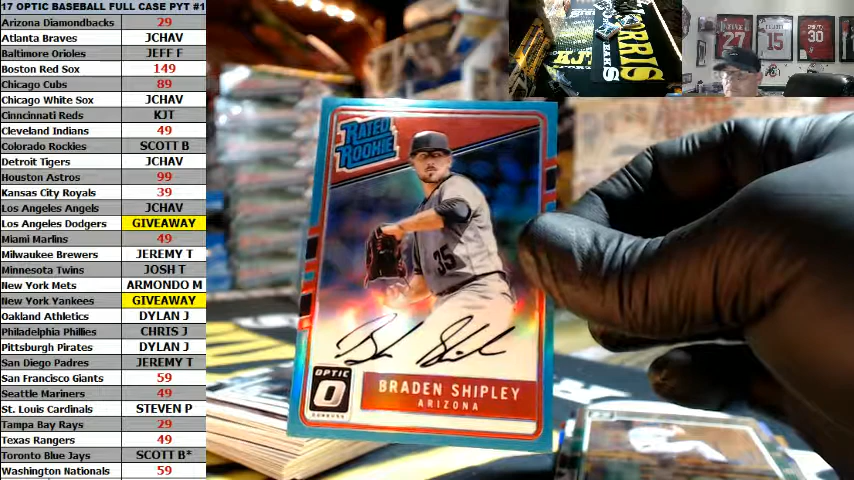 17 OPTIC BASEBALL FULL CASE PYT #1
Arizona Diamondbacks 29
Atlanta Braves JCHAV
Baltimore Orioles JEFF F
Boston Red Sox 149
Chicago Cubs 89
Chicago White Sox JCHAV
Cinncinati Reds KJT
Cleveland Indians 49
Colorado Rockies SCOTT B
Detroit Tigers JCHAV
Houston Astros 99
Kansas City Royals 39
Los Angeles Angels JCHAV
Los Angeles Dodgers GIVEAWAY
Miami Marlins 49
Milwaukee Brewers JEREMY T
Minnesota Twins JOSH T
New York Mets ARMONDO M
New York Yankees GIVEAWAY
Oakland Athletics DYLAN J
Philadelphia Phillies CHRIS J
Pittsburgh Pirates DYLAN J
San Diego Padres JEREMY T
San Francisco Giants 59
Seattle Mariners 49
St. Louis Cardinals STEVEN P
Tampa Bay Rays 29
Texas Rangers 49
Toronto Blue Jays SCOTT B*
Washington Nationals 59
RATED
ROOKIE
35
OPTIC
BRADEN SHIPLEY
ARIZONA
KJT
27
15
30